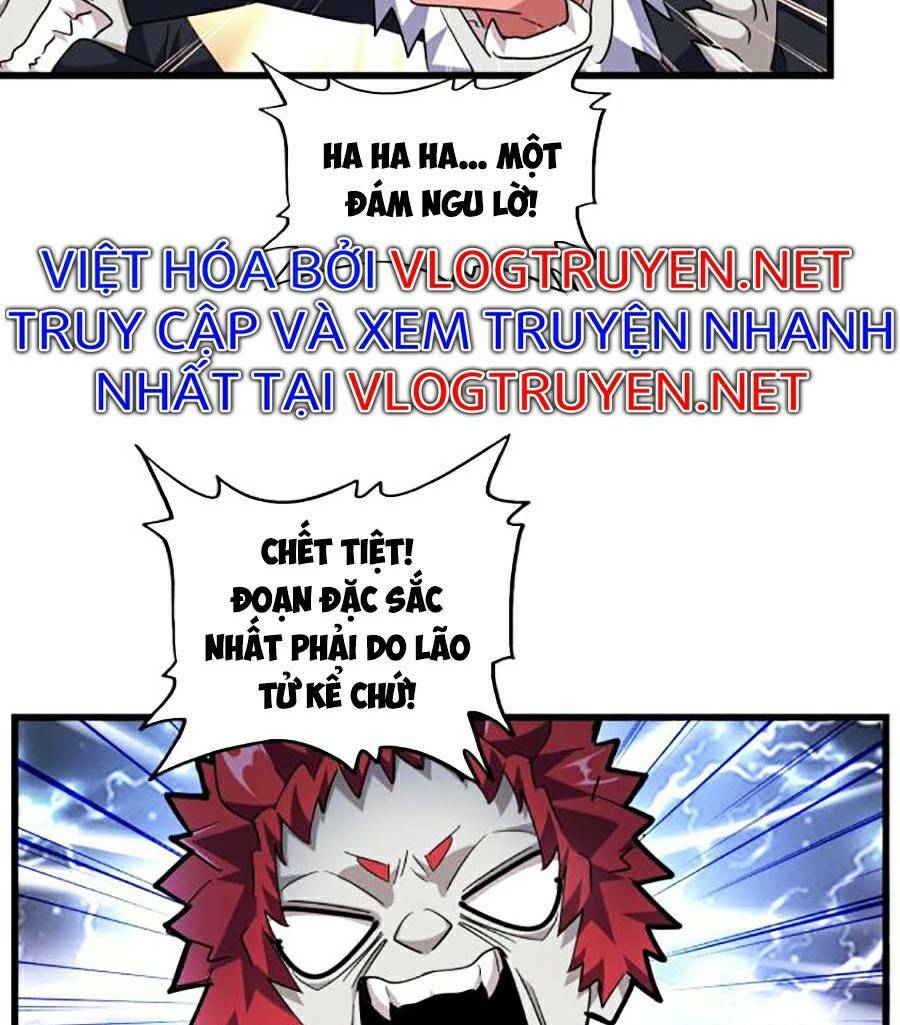 HA HA HA... MỘT
ĐÁM NGU LỜ!
VIỆT HÓA BỞI VLOGTRUYEN.NET
TRUY CẬP VÀ XEM TRUYỆN NHANH
NHẤT TẠI VLOGTRUYEN.NET
CHẾT TIỆT!
ĐOẠN ĐẶC SẮC
NHẤT PHẢI DO LÃO
TỬ KỂ CHỨ!